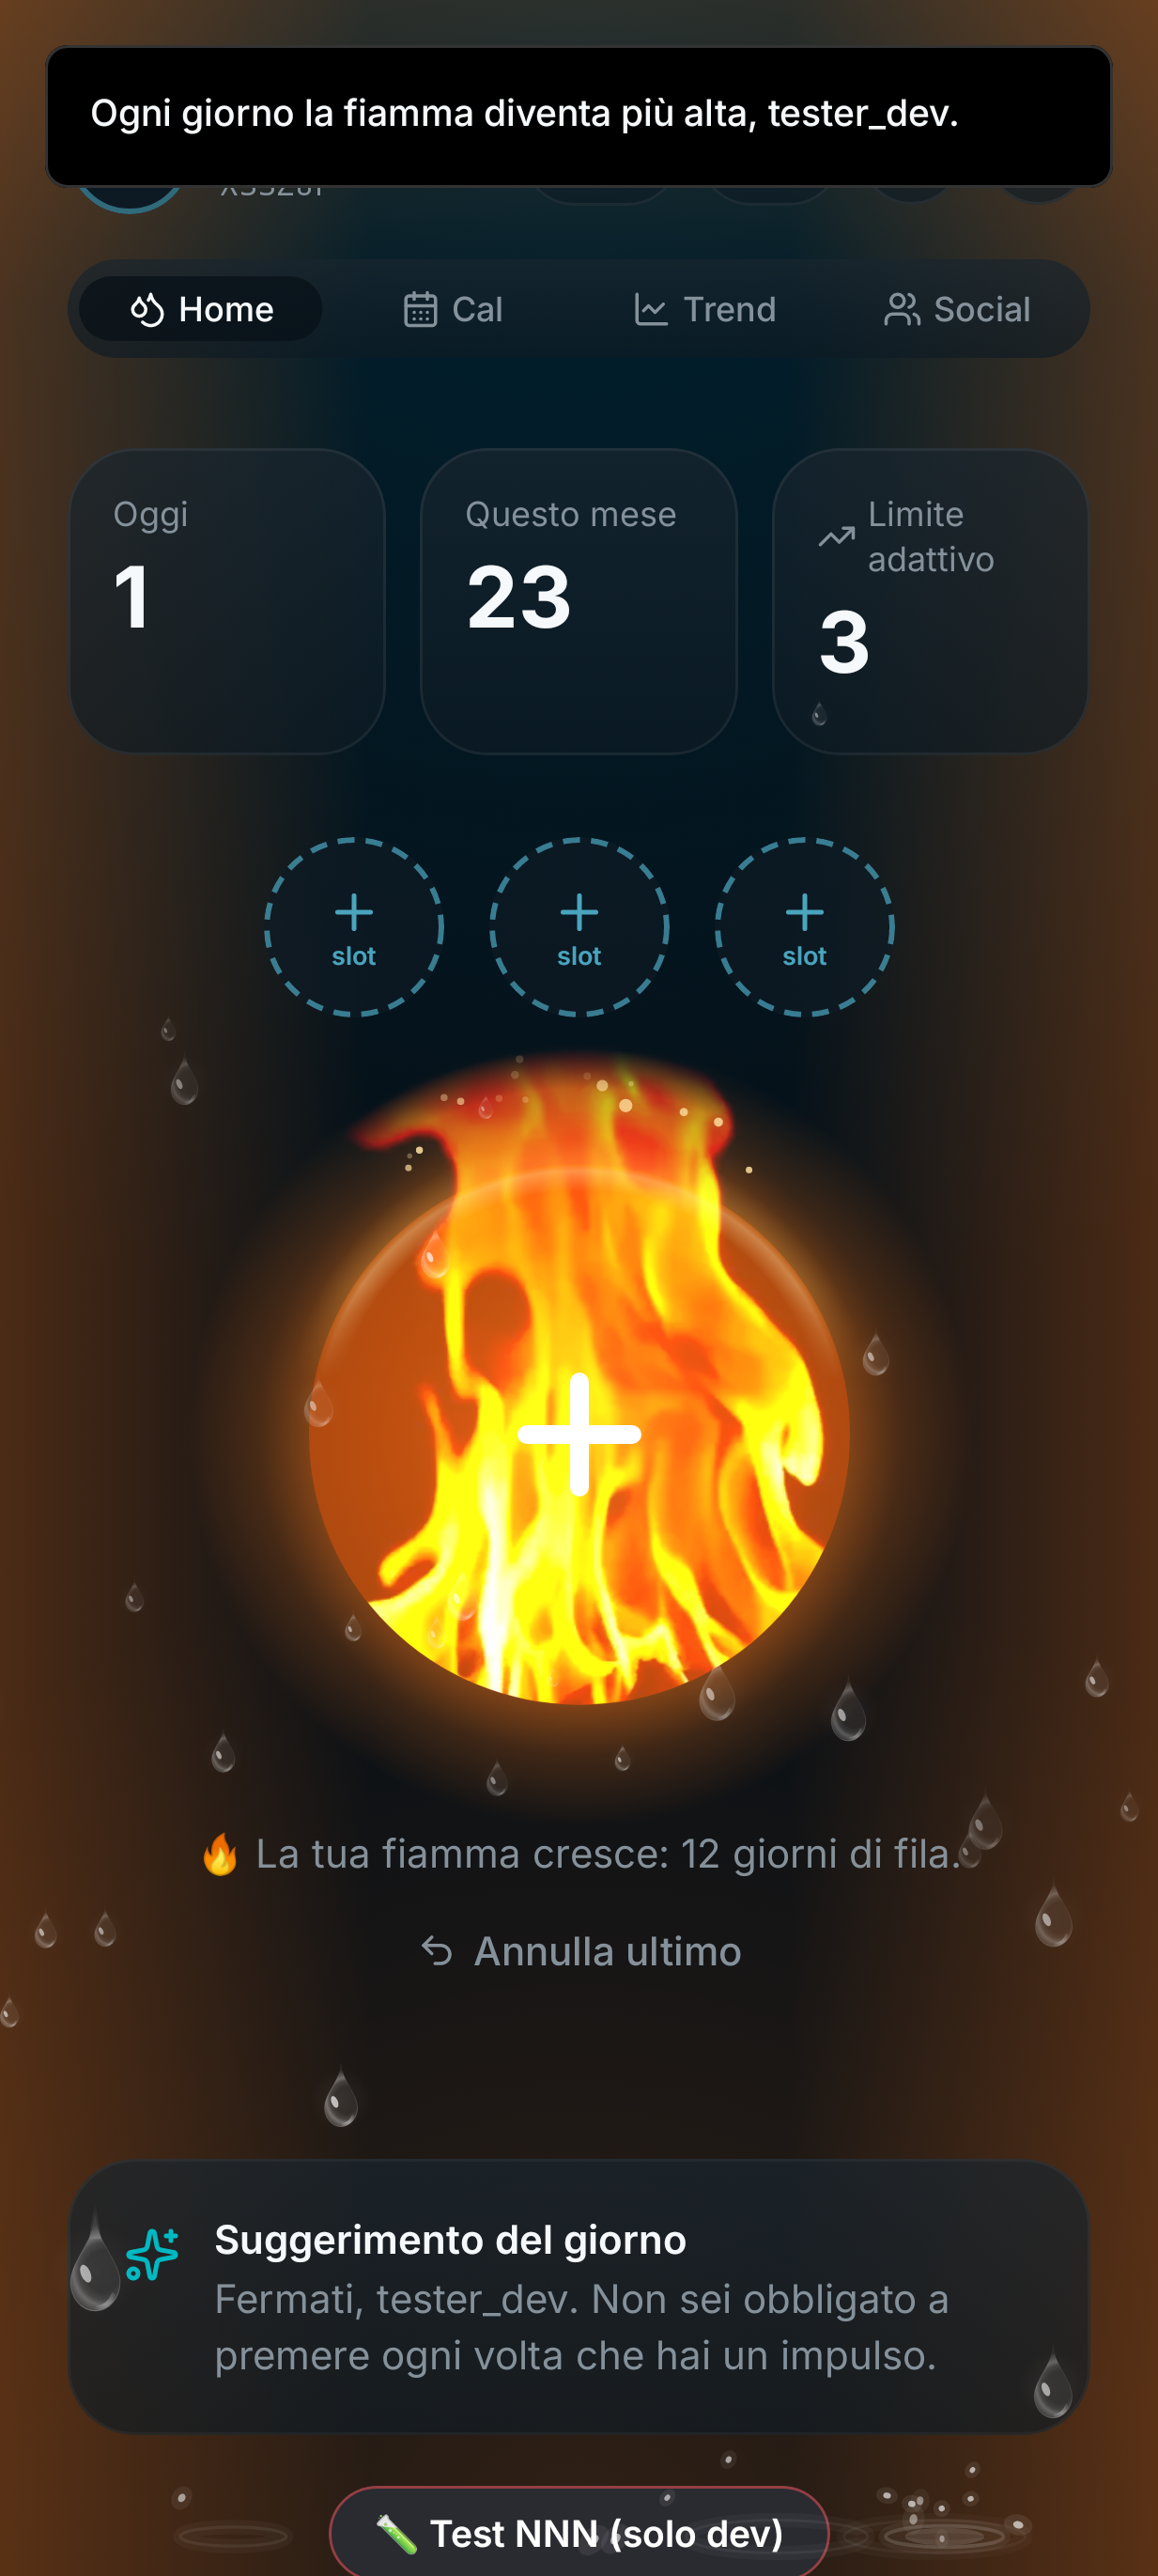 Ogni giorno la fiamma diventa più alta, tester_dev.
Home
Cal
Trend
Social
Oggi
1
Questo mese
23
Limite
adattivo
3
slot
slot
slot
🔥 La tua fiamma cresce: 12 giorni di fila.
Annulla ultimo
Suggerimento del giorno
Fermati, tester_dev. Non sei obbligato a
premere ogni volta che hai un impulso.
Test NNN (solo dev)